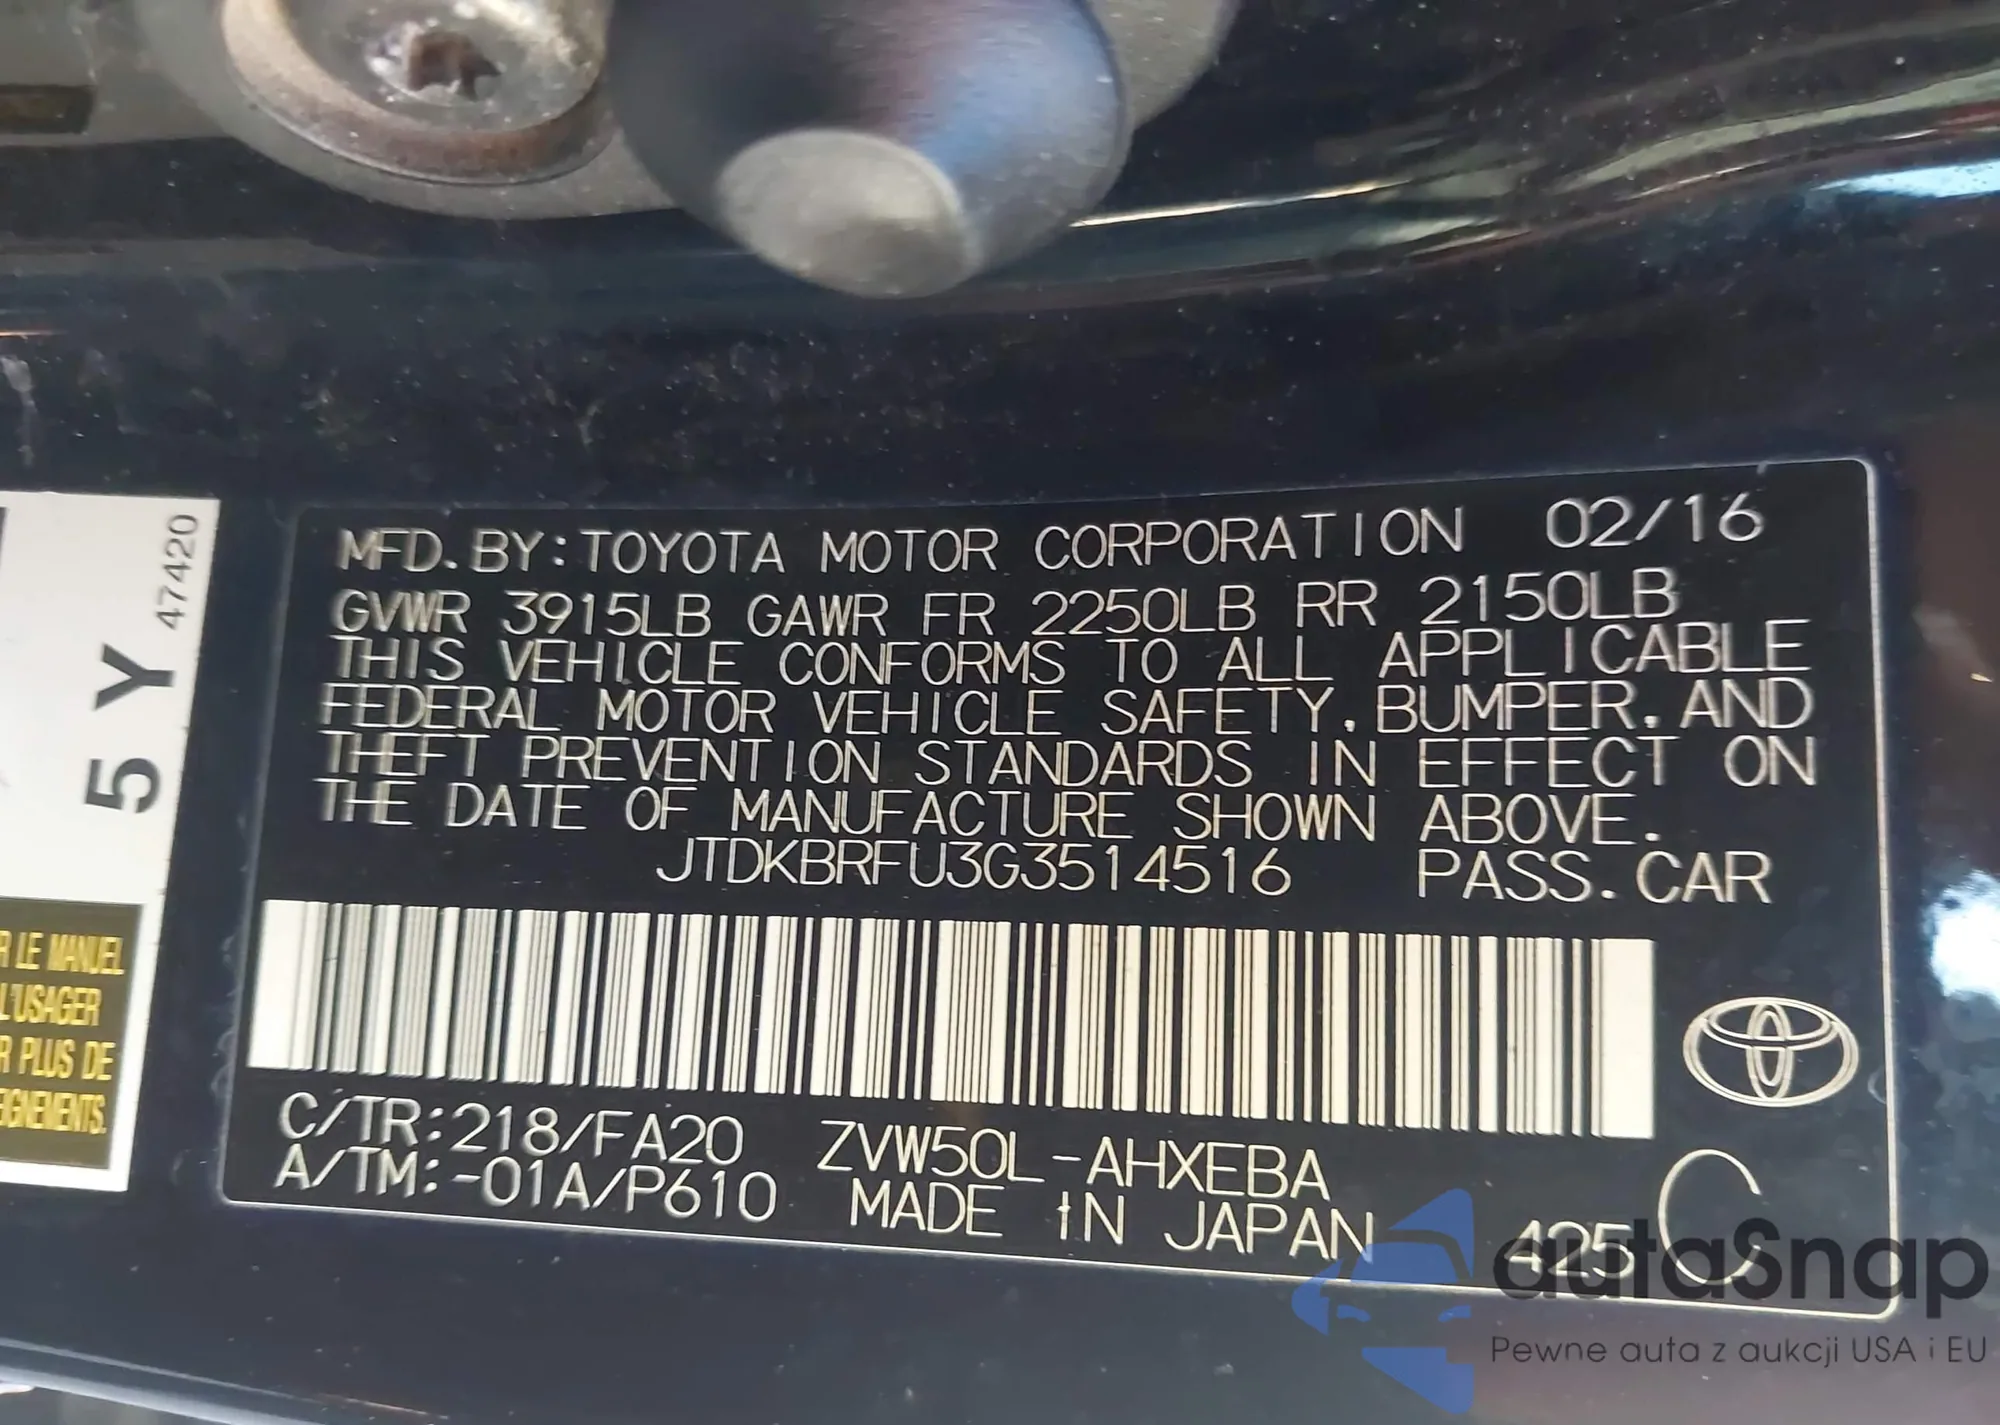 MFD.BY:TOYOTA MOTOR CORPORATION 02/16
GVWR 3915LB GAWR FR 2250LB RR 2150LB
THIS VEHICLE CONFORMS TO ALL APPLICABLE
FEDERAL MOTOR VEHICLE SAFETY,BUMPER,AND
THEFT PREVENTION STANDARDS IN EFFECT ON
THE DATE OF MANUFACTURE SHOWN ABOVE.
JTDKBRFU3G3514516 PASS.CAR
C/TR:218/FA20 ZVW50L-AHXEBA
A/TM:-01A/P610 MADE IN JAPAN 425 C
5Y 47420
R LE MANUEL
L'USAGER
R PLUS DE
EIGNEMENTS.
autoSnap
Pewne auta z aukcji USA i EU